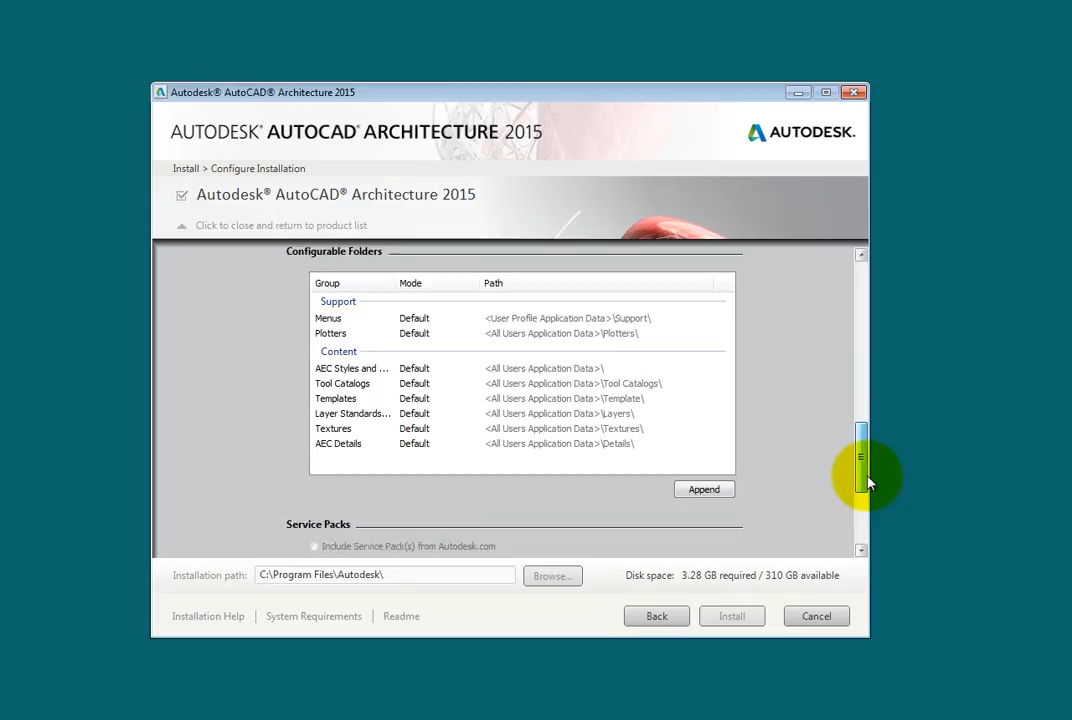 Autodesk® AutoCAD® Architecture 2015
AUTODESK® AUTOCAD® ARCHITECTURE 2015
AUTODESK.
Install > Configure Installation
Autodesk® AutoCAD® Architecture 2015
Click to close and return to product list
Configurable Folders
Group Mode Path
Support
Menus Default <User Profile Application Data>\Support\
Plotters Default <All Users Application Data>\Plotters\
Content
AEC Styles and ... Default <All Users Application Data>\
Tool Catalogs Default <All Users Application Data>\Tool Catalogs\
Templates Default <All Users Application Data>\Template\
Layer Standards... Default <All Users Application Data>\Layers\
Textures Default <All Users Application Data>\Textures\
AEC Details Default <All Users Application Data>\Details\
Append
Service Packs
Include Service Pack(s) from Autodesk.com
Installation path: C:\Program Files\Autodesk\ Browse... Disk space: 3.28 GB required / 310 GB available
Installation Help | System Requirements | Readme Back Install Cancel